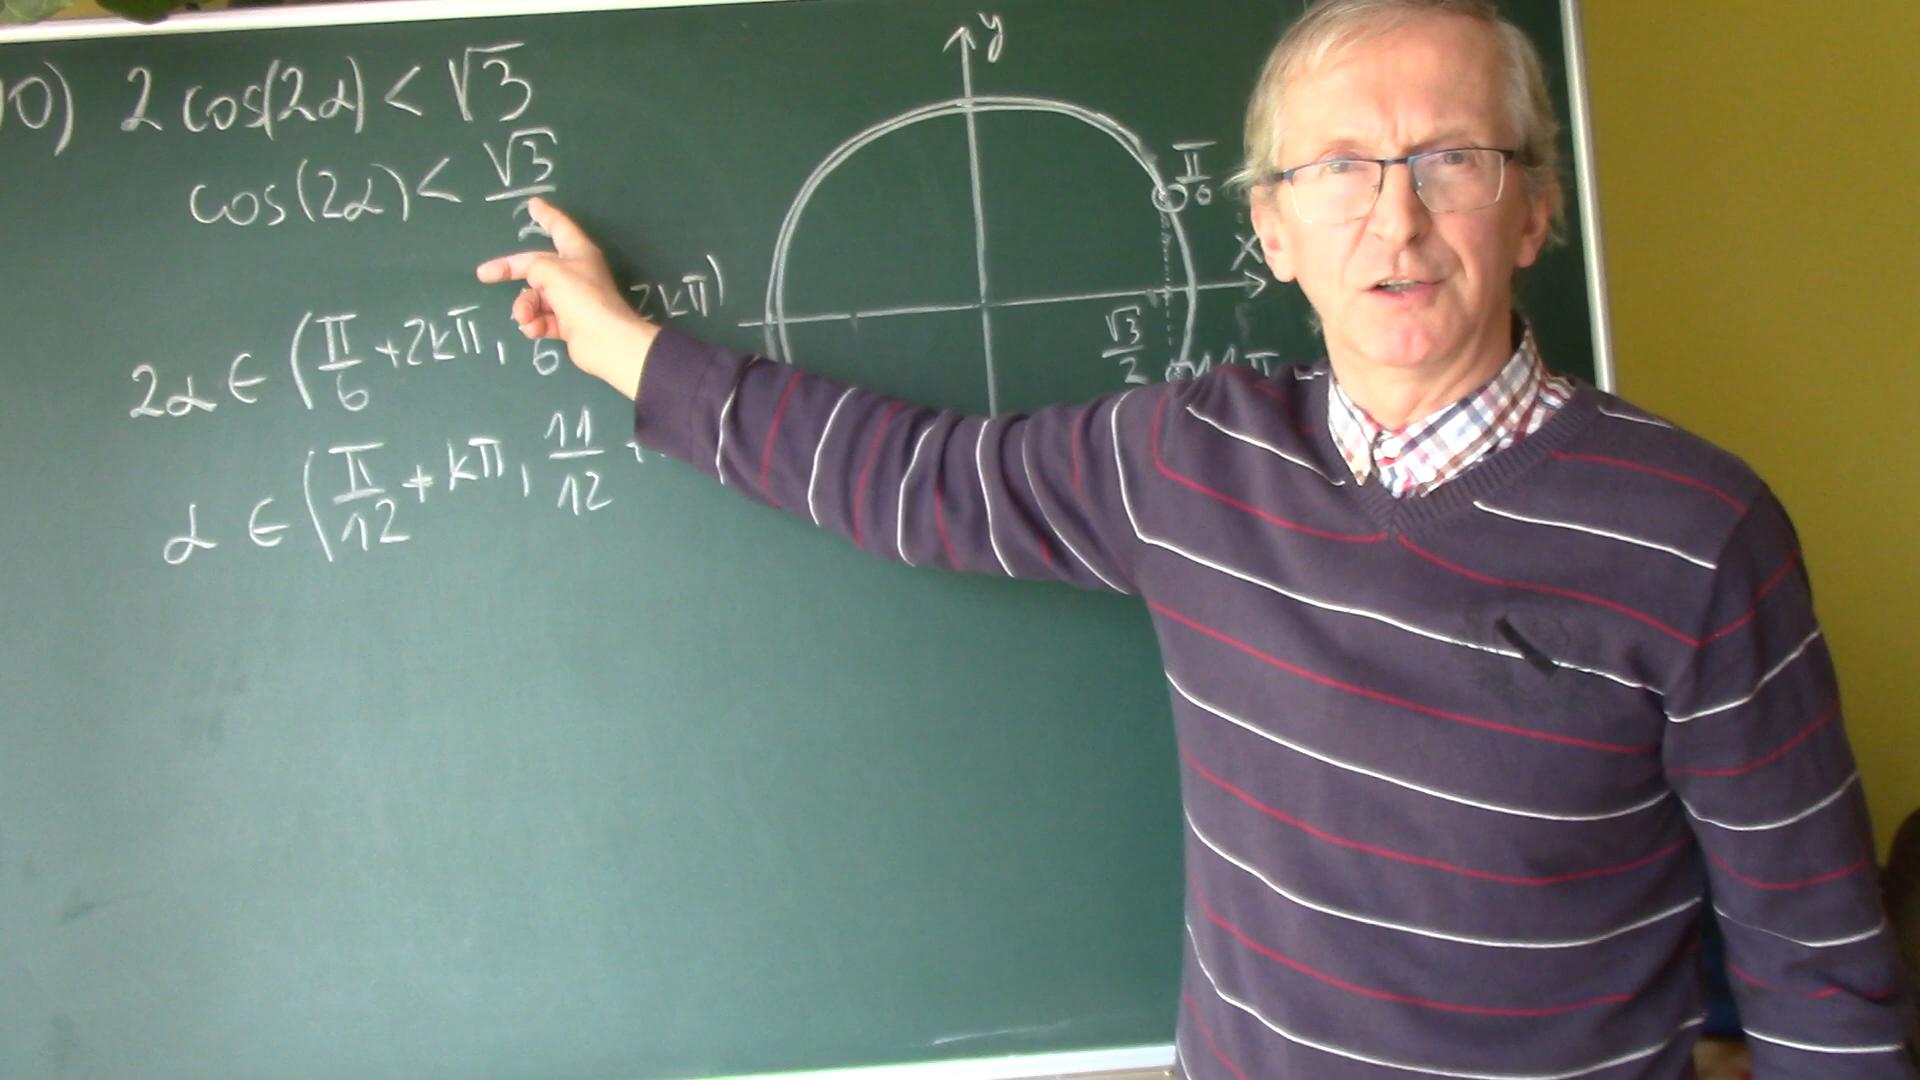 10) 2 cos(2α) < √3
cos(2α) < √3/2
2α ∈ (π/6 + 2kπ, /6 2kπ)
α ∈ (π/12 + kπ, 11/12 +
y
π/6
x
√3/2
11π